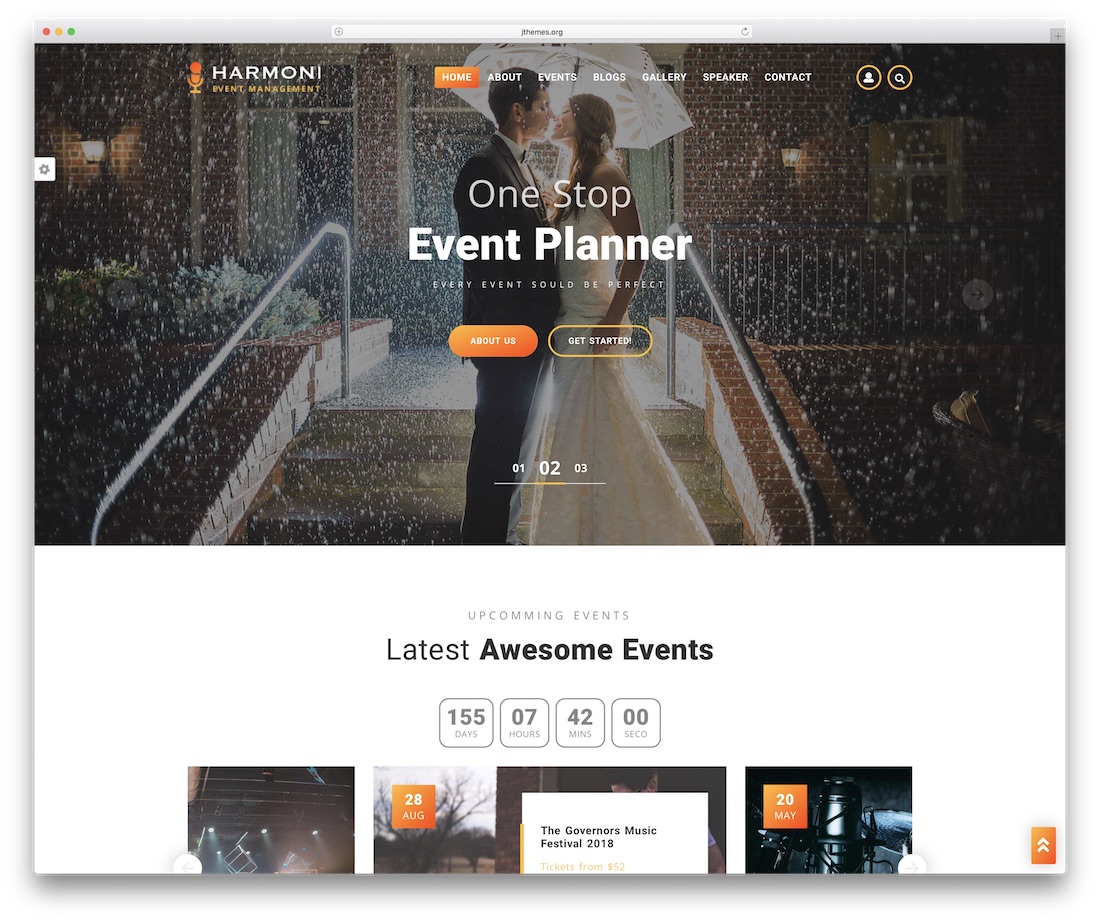 jthemes.org
HARMONI
EVENT MANAGEMENT
HOME ABOUT EVENTS BLOGS GALLERY SPEAKER CONTACT
One Stop
Event Planner
EVERY EVENT SOULD BE PERFECT
ABOUT US GET STARTED!
01 02 03
UPCOMMING EVENTS
Latest Awesome Events
155 07 42 00
DAYS HOURS MINS SECO
28
AUG
The Governors Music
Festival 2018
Tickets from $52
20
MAY